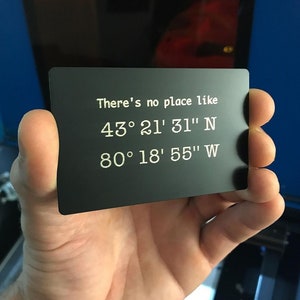 There's no place like
43° 21' 31" N
80° 18' 55" W